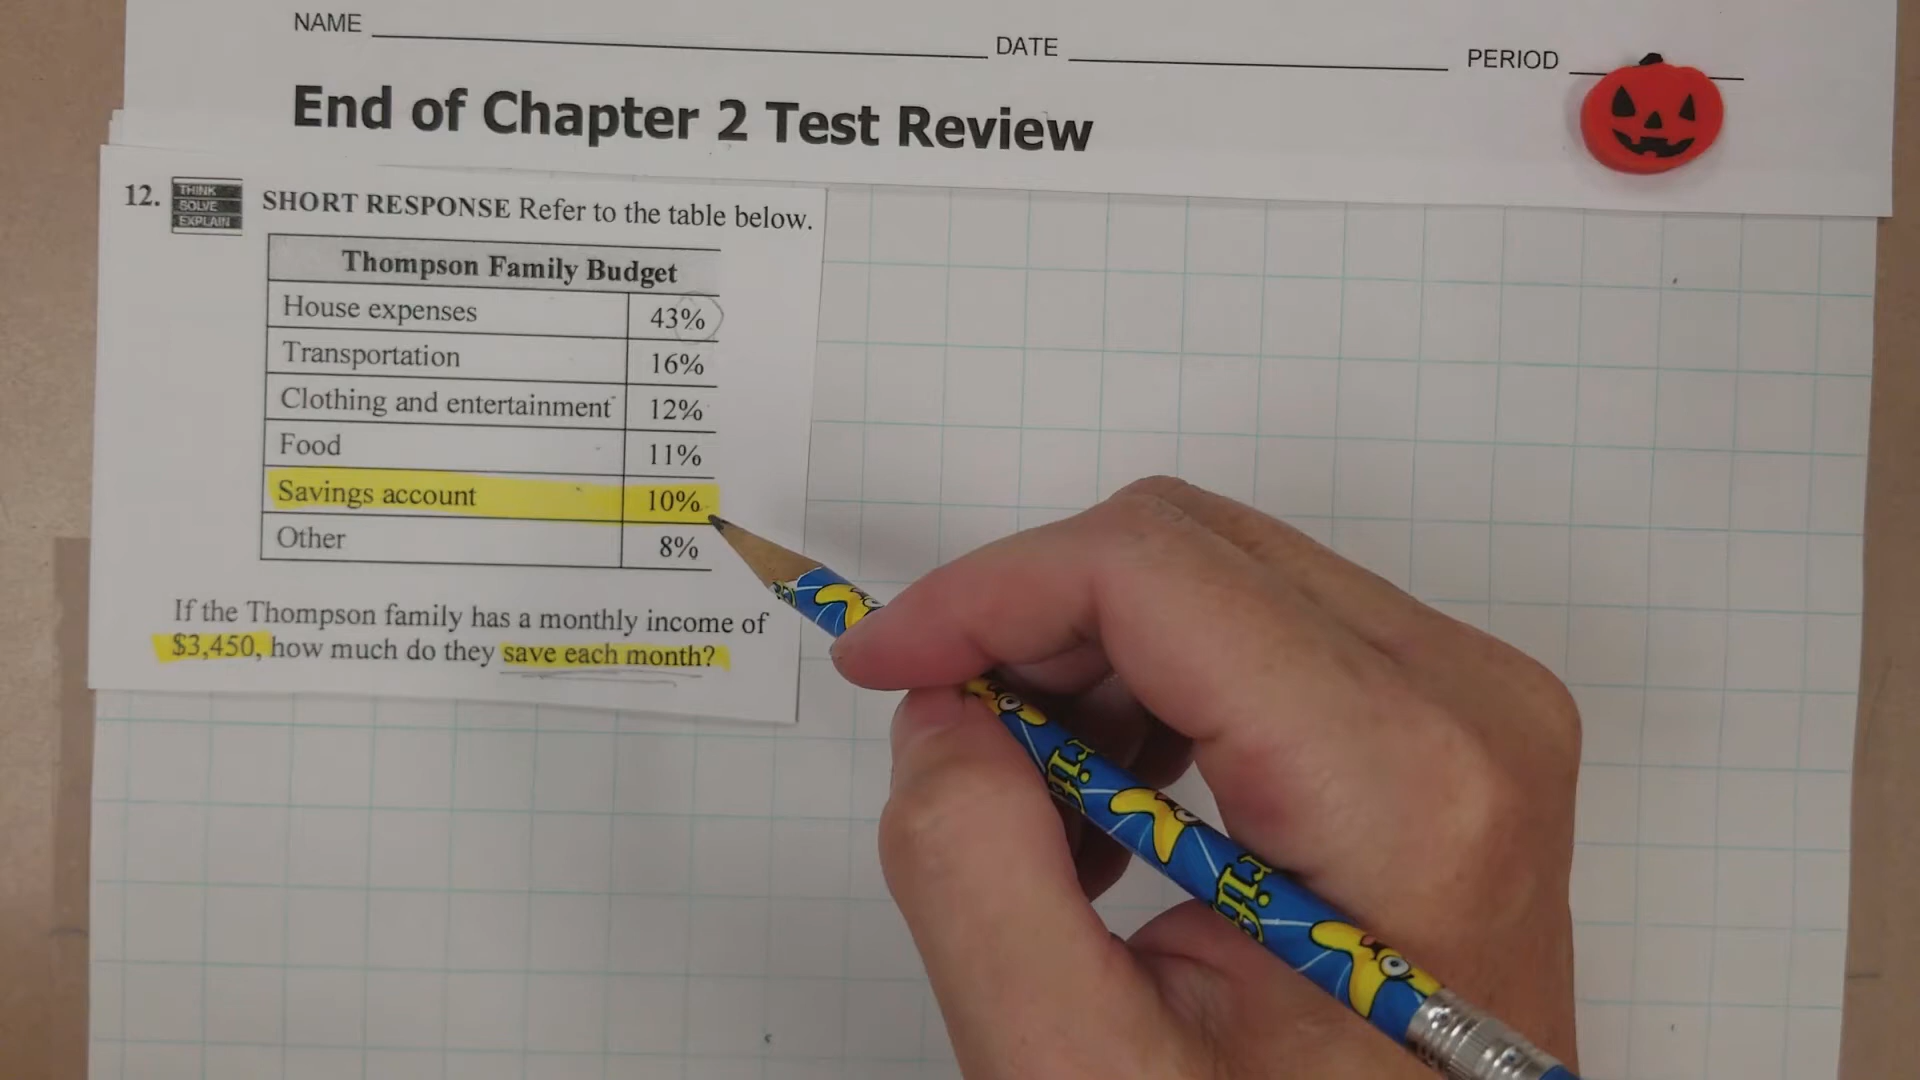 NAME DATE PERIOD
End of Chapter 2 Test Review
12. THINK SOLVE EXPLAIN SHORT RESPONSE Refer to the table below.
Thompson Family Budget
House expenses 43%
Transportation 16%
Clothing and entertainment 12%
Food 11%
Savings account 10%
Other 8%
If the Thompson family has a monthly income of
$3,450, how much do they save each month?